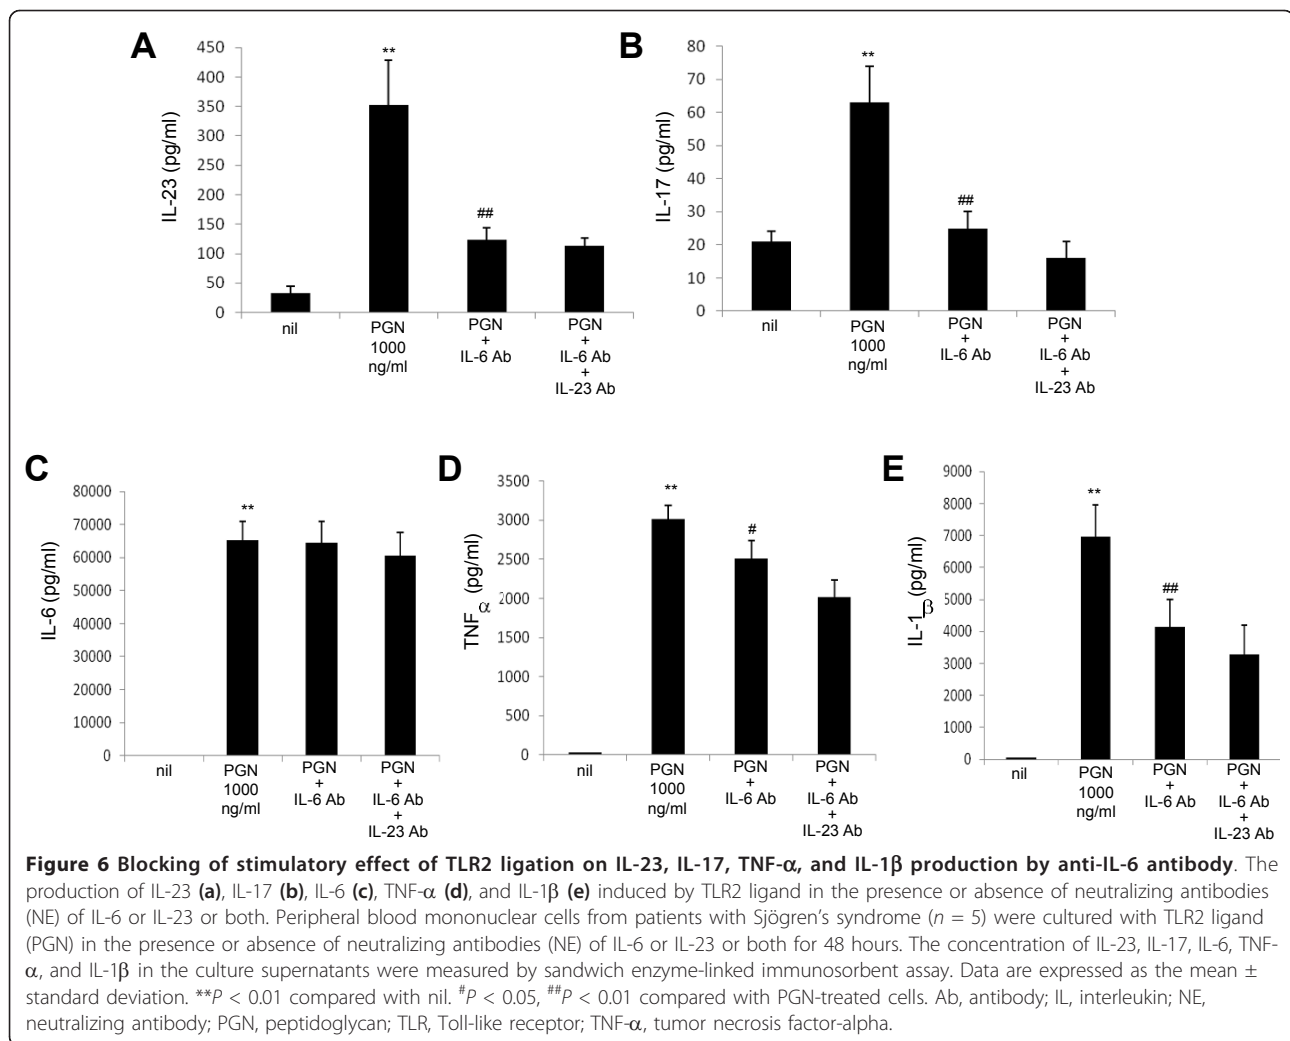 A
IL-23 (pg/ml)
450
400
350
300
250
200
150
100
50
0
**
##
nil
PGN
1000
ng/ml
PGN
+
IL-6 Ab
PGN
+
IL-6 Ab
+
IL-23 Ab
B
IL-17 (pg/ml)
80
70
60
50
40
30
20
10
0
**
##
nil
PGN
1000
ng/ml
PGN
+
IL-6 Ab
PGN
+
IL-6 Ab
+
IL-23 Ab
C
IL-6 (pg/ml)
80000
70000
60000
50000
40000
30000
20000
10000
0
**
nil
PGN
1000
ng/ml
PGN
+
IL-6 Ab
PGN
+
IL-6 Ab
+
IL-23 Ab
D
TNF α (pg/ml)
3500
3000
2500
2000
1500
1000
500
0
**
#
nil
PGN
1000
ng/ml
PGN
+
IL-6 Ab
PGN
+
IL-6 Ab
+
IL-23 Ab
E
IL-1β (pg/ml)
9000
8000
7000
6000
5000
4000
3000
2000
1000
0
**
##
nil
PGN
1000
ng/ml
PGN
+
IL-6 Ab
PGN
+
IL-6 Ab
+
IL-23 Ab
Figure 6 Blocking of stimulatory effect of TLR2 ligation on IL-23, IL-17, TNF-α, and IL-1β production by anti-IL-6 antibody. The
production of IL-23 (a), IL-17 (b), IL-6 (c), TNF-α (d), and IL-1β (e) induced by TLR2 ligand in the presence or absence of neutralizing antibodies
(NE) of IL-6 or IL-23 or both. Peripheral blood mononuclear cells from patients with Sjögren's syndrome (n = 5) were cultured with TLR2 ligand
(PGN) in the presence or absence of neutralizing antibodies (NE) of IL-6 or IL-23 or both for 48 hours. The concentration of IL-23, IL-17, IL-6, TNF-
α, and IL-1β in the culture supernatants were measured by sandwich enzyme-linked immunosorbent assay. Data are expressed as the mean ±
standard deviation. **P < 0.01 compared with nil. #P < 0.05, ##P < 0.01 compared with PGN-treated cells. Ab, antibody; IL, interleukin; NE,
neutralizing antibody; PGN, peptidoglycan; TLR, Toll-like receptor; TNF-α, tumor necrosis factor-alpha.